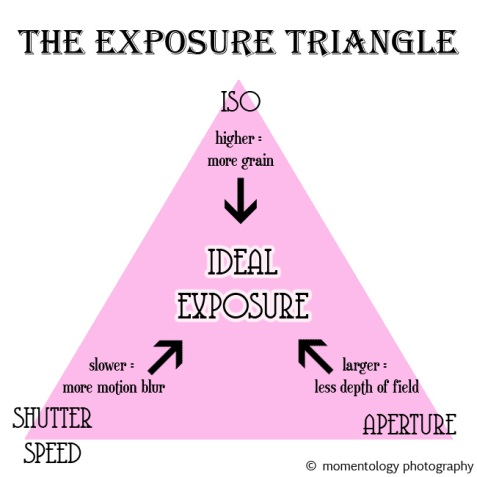 THE EXPOSURE TRIANGLE
ISO
higher =
more grain
IDEAL
EXPOSURE
slower =
more motion blur
larger =
less depth of field
SHUTTER
SPEED
APERTURE
© momentology photography